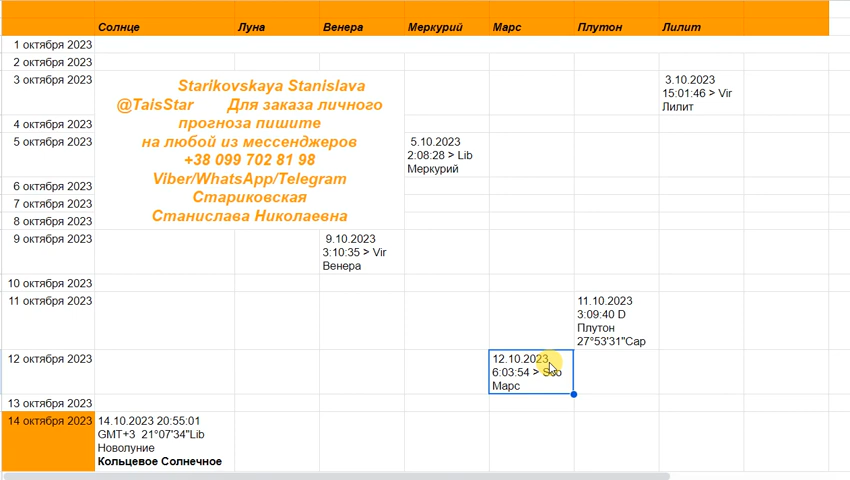 Солнце Луна Венера Меркурий Марс Плутон Лилит
1 октября 2023
2 октября 2023
3 октября 2023
3.10.2023
15:01:46 > Vir
Лилит
Starikovskaya Stanislava
@TaisStar Для заказа личного
прогноза пишите
на любой из мессенджеров
+38 099 702 81 98
Viber/WhatsApp/Telegram
Стариковская
Станислава Николаевна
4 октября 2023
5 октября 2023
5.10.2023
2:08:28 > Lib
Меркурий
6 октября 2023
7 октября 2023
8 октября 2023
9 октября 2023
9.10.2023
3:10:35 > Vir
Венера
10 октября 2023
11 октября 2023
11.10.2023
3:09:40 D
Плутон
27°53'31"Cap
12 октября 2023
12.10.2023
6:03:54 > Sco
Марс
13 октября 2023
14 октября 2023
14.10.2023 20:55:01
GMT+3 21°07'34"Lib
Новолуние
Кольцевое Солнечное